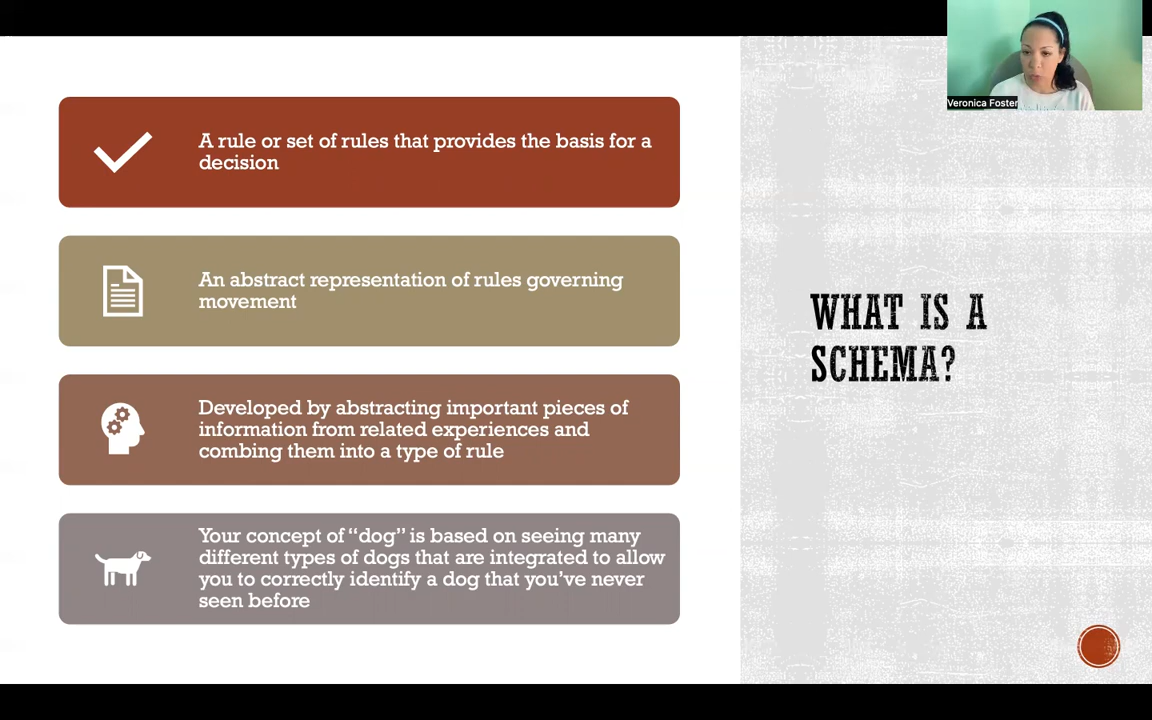 A rule or set of rules that provides the basis for a
decision
An abstract representation of rules governing
movement
Developed by abstracting important pieces of
information from related experiences and
combing them into a type of rule
Your concept of “dog” is based on seeing many
different types of dogs that are integrated to allow
you to correctly identify a dog that you’ve never
seen before
WHAT IS A
SCHEMA?
Veronica Foster